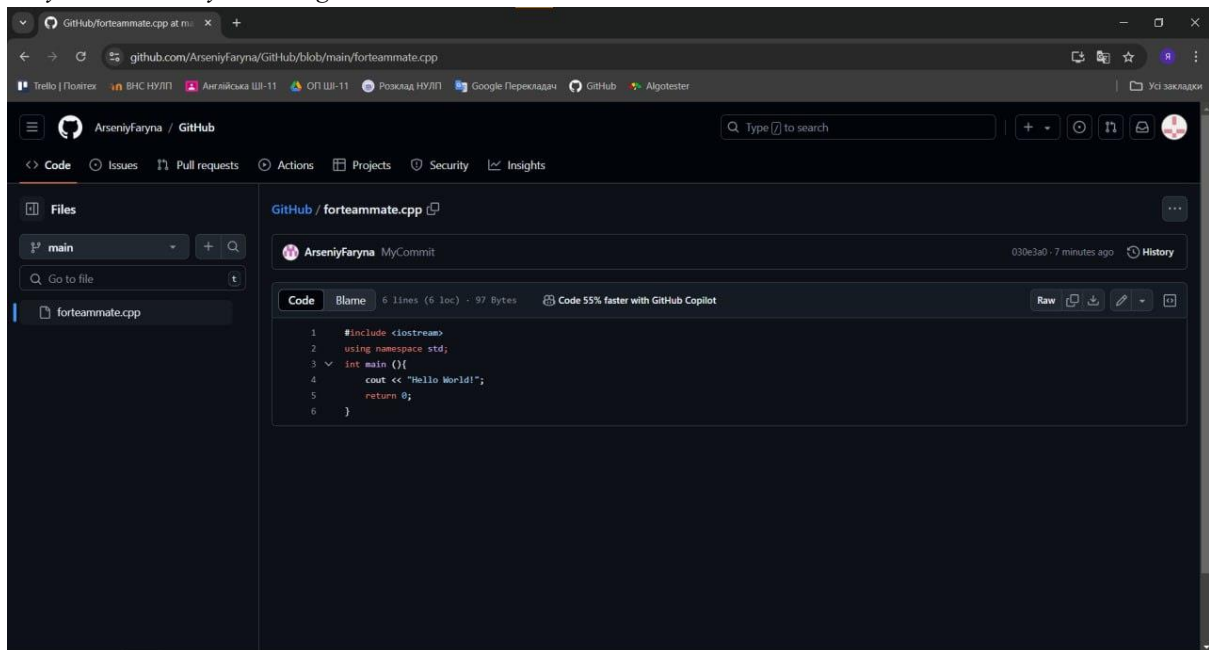 GitHub/forteammate.cpp at ma
github.com/ArseniyFaryna/GitHub/blob/main/forteammate.cpp
Trello | Політех ВНС НУЛП Англійська ШІ-11 ОП ШІ-11 Розклад НУЛП Google Перекладач GitHub Algotester Усі закладки
ArseniyFaryna / GitHub Type / to search
Code Issues Pull requests Actions Projects Security Insights
Files GitHub / forteammate.cpp
main ArseniyFaryna MyCommit 030e3a0 · 7 minutes ago History
Go to file t
Code Blame 6 lines (6 loc) · 97 Bytes Code 55% faster with GitHub Copilot Raw
forteammate.cpp
1 #include <iostream>
2 using namespace std;
3 int main (){
4 cout << "Hello World!";
5 return 0;
6 }